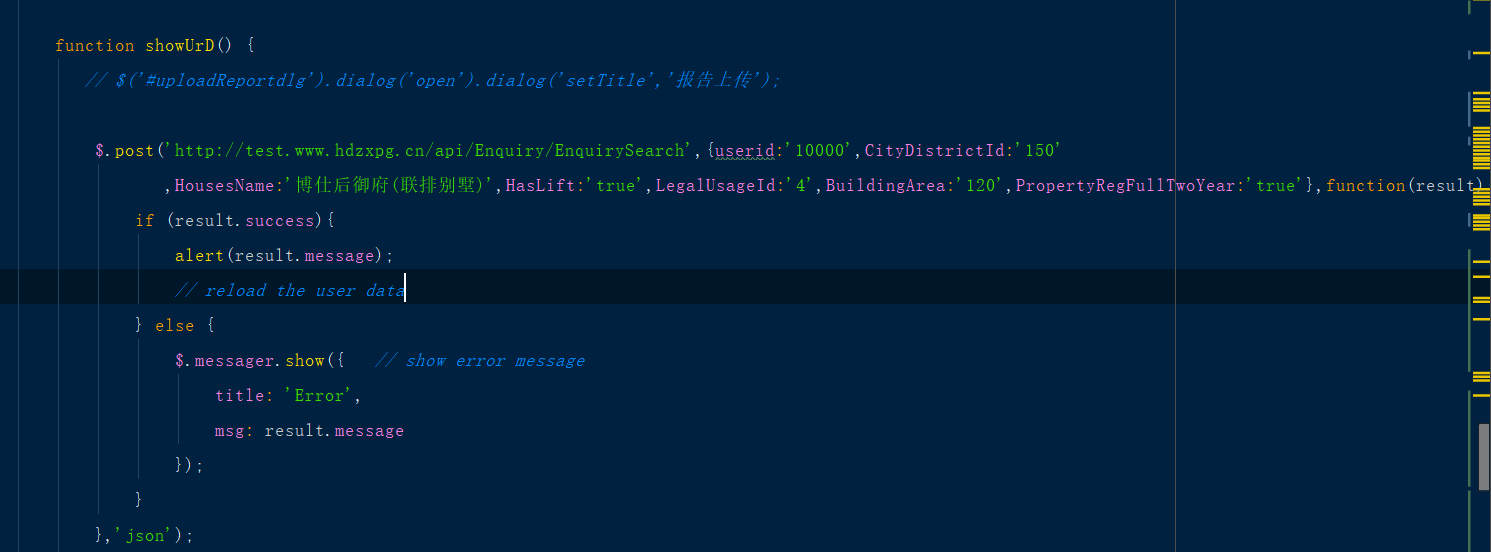 function showUrD() {
// $('#uploadReportdlg').dialog('open').dialog('setTitle','报告上传');
$.post('http://test.www.hdzxpg.cn/api/Enquiry/EnquirySearch',{userid:'10000',CityDistrictId:'150'
,HousesName:'博仕后御府(联排别墅)',HasLift:'true',LegalUsageId:'4',BuildingArea:'120',PropertyRegFullTwoYear:'true'},function(result)
if (result.success){
alert(result.message);
// reload the user data
} else {
$.messager.show({   // show error message
title: 'Error',
msg: result.message
});
}
},'json');